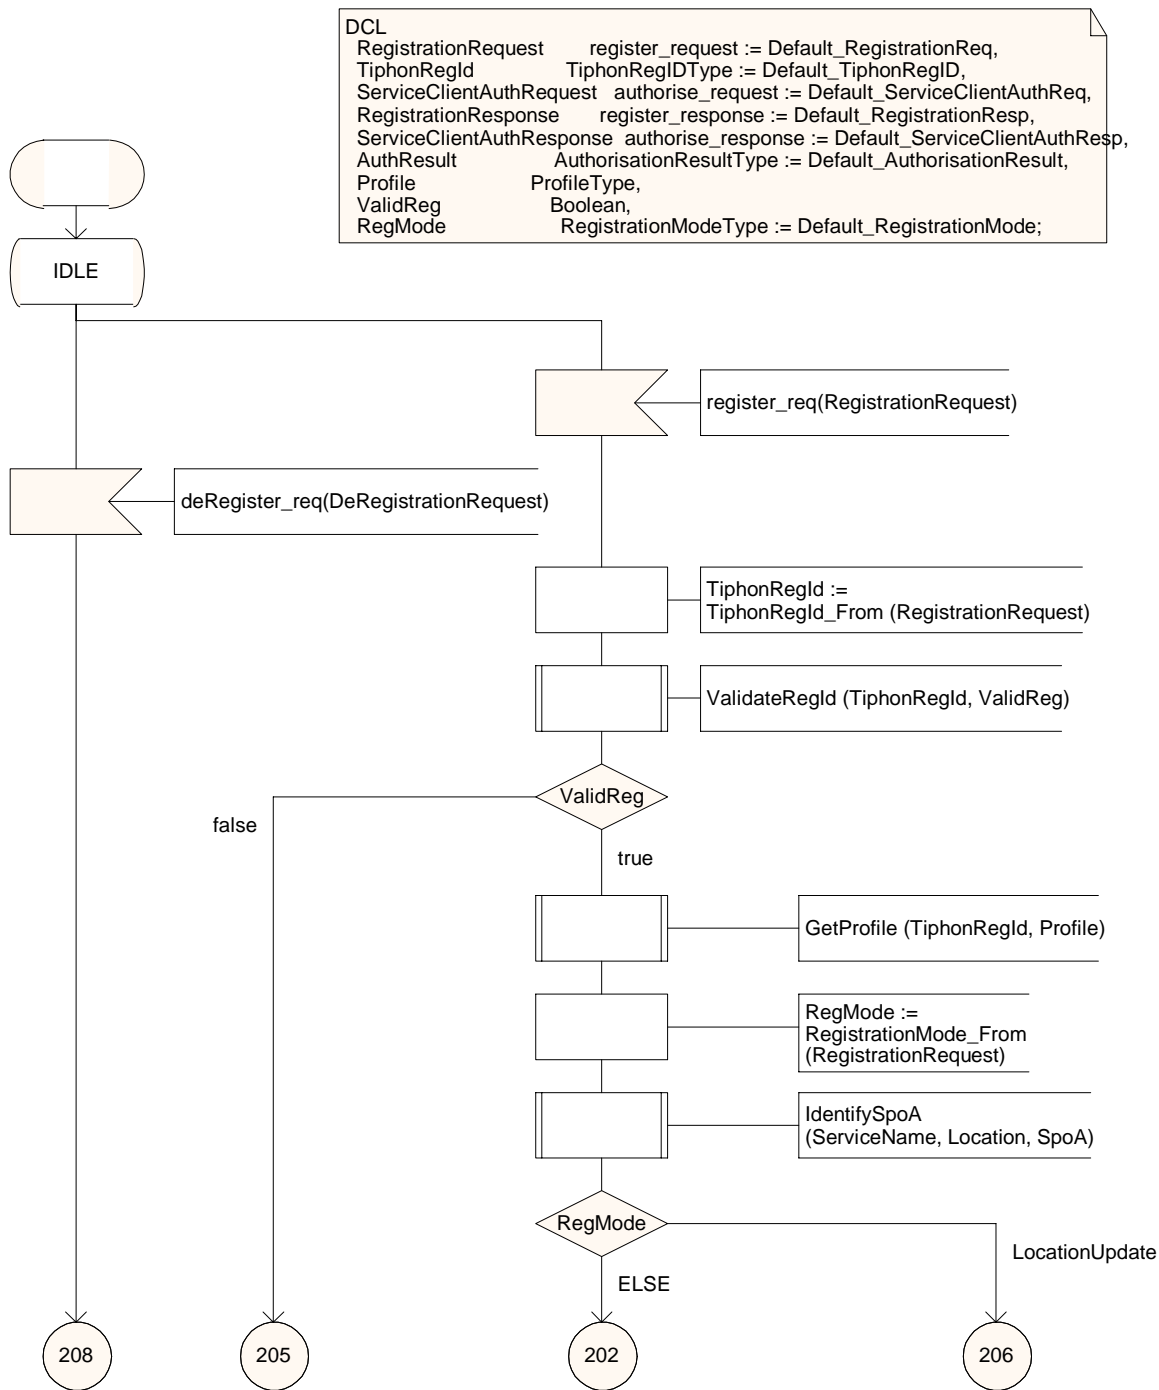 DCL
RegistrationRequest register_request := Default_RegistrationReq,
TiphonRegId TiphonRegIDType := Default_TiphonRegID,
ServiceClientAuthRequest authorise_request := Default_ServiceClientAuthReq,
RegistrationResponse register_response := Default_RegistrationResp,
ServiceClientAuthResponse authorise_response := Default_ServiceClientAuthResp,
AuthResult AuthorisationResultType := Default_AuthorisationResult,
Profile ProfileType,
ValidReg Boolean,
RegMode RegistrationModeType := Default_RegistrationMode;
IDLE
register_req(RegistrationRequest)
deRegister_req(DeRegistrationRequest)
TiphonRegId :=
TiphonRegId_From (RegistrationRequest)
ValidateRegId (TiphonRegId, ValidReg)
ValidReg
false
true
GetProfile (TiphonRegId, Profile)
RegMode :=
RegistrationMode_From
(RegistrationRequest)
IdentifySpoA
(ServiceName, Location, SpoA)
RegMode
LocationUpdate
ELSE
208
205
202
206